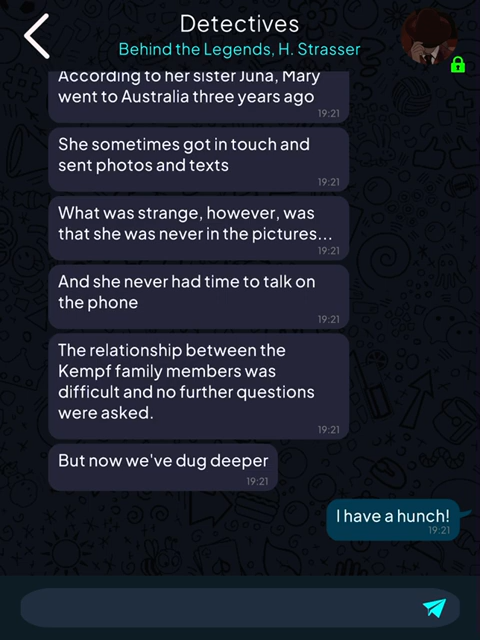 Detectives
Behind the Legends, H. Strasser
According to her sister Juna, Mary
went to Australia three years ago
19:21
She sometimes got in touch and
sent photos and texts
19:21
What was strange, however, was
that she was never in the pictures...
19:21
And she never had time to talk on
the phone
19:21
The relationship between the
Kempf family members was
difficult and no further questions
were asked.
19:21
But now we've dug deeper
19:21
I have a hunch!
19:21